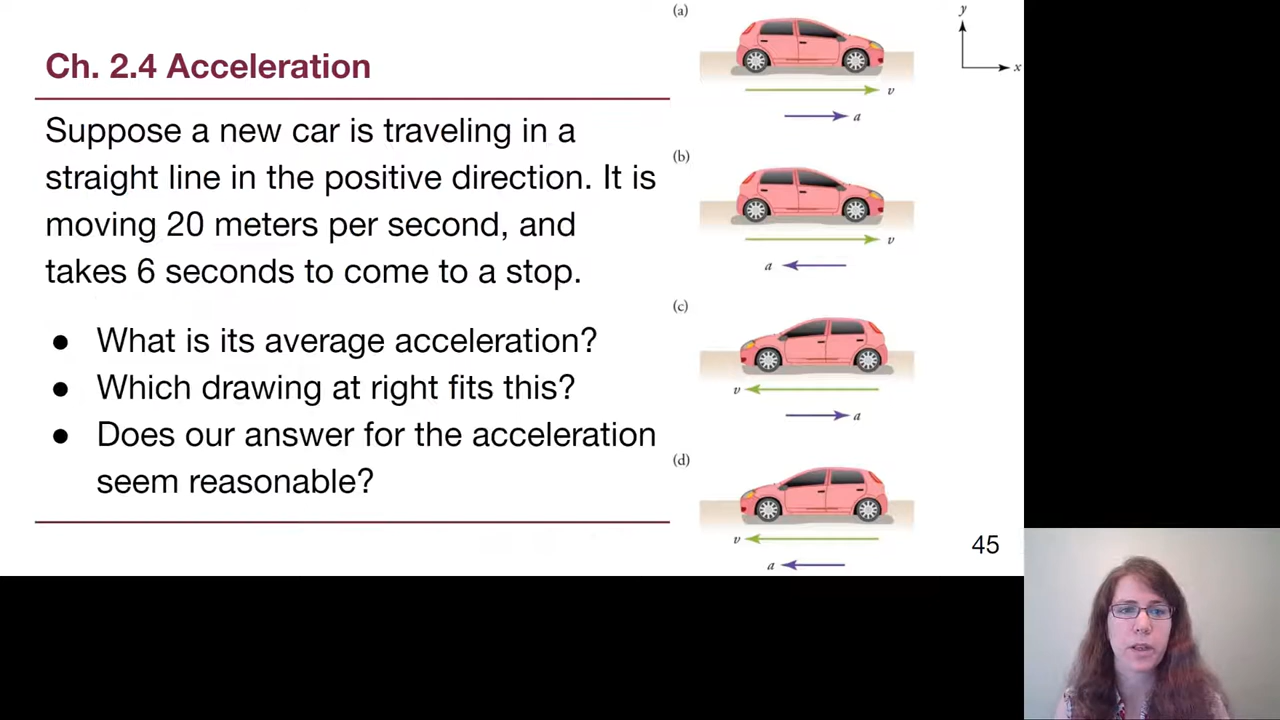 Ch. 2.4 Acceleration
Suppose a new car is traveling in a
straight line in the positive direction. It is
moving 20 meters per second, and
takes 6 seconds to come to a stop.
● What is its average acceleration?
● Which drawing at right fits this?
● Does our answer for the acceleration
seem reasonable?
(a)
v
a
y
x
(b)
v
a
(c)
v
a
(d)
v
a
45